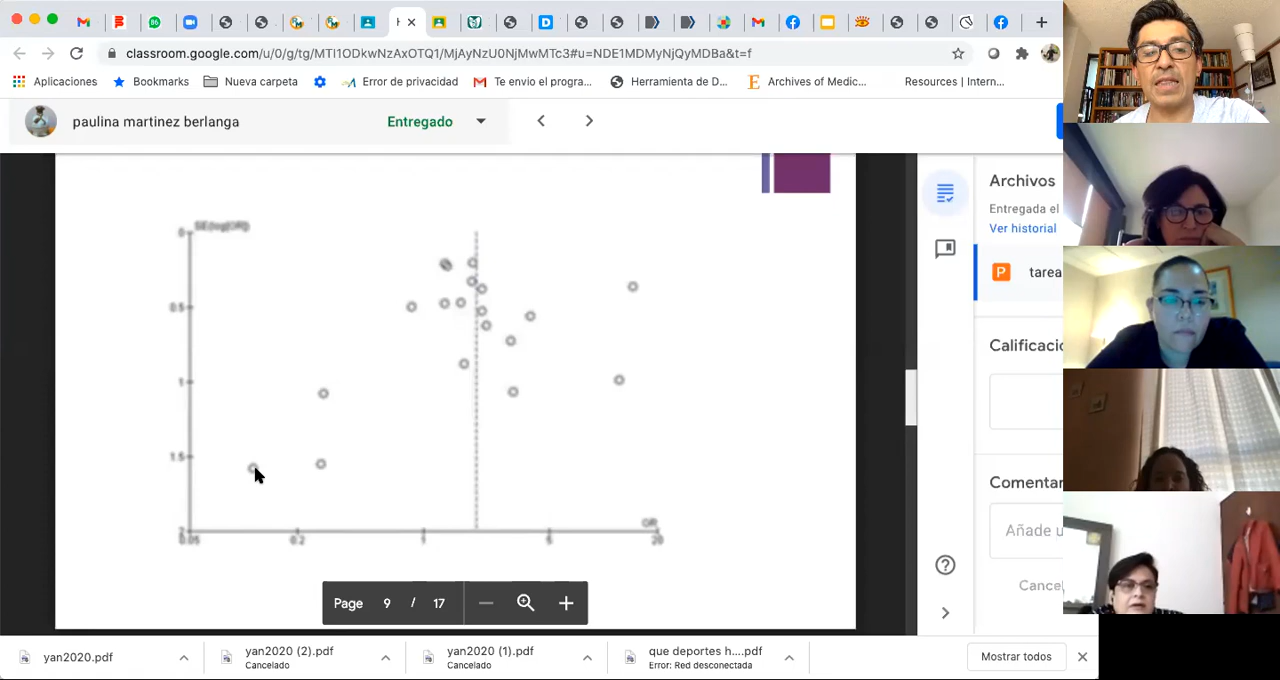 classroom.google.com/u/0/g/tg/MTI1ODkwNzAxOTQ1/MjAyNzU0NjMwMTc3#u=NDE1MDMyNjQyMDBa&t=f
Aplicaciones
Bookmarks
Nueva carpeta
Error de privacidad
Te envio el progra...
Herramienta de D...
Archives of Medic...
Resources | Intern...
paulina martinez berlanga
Entregado
Archivos
Entregada el
Ver historial
tarea
Calificacio
Comentar
Añade u
Cancel
SE(log[OR])
0
0.5
1
1.5
2
OR
0.05
0.2
1
5
20
Page 9 / 17
yan2020.pdf
yan2020 (2).pdf
Cancelado
yan2020 (1).pdf
Cancelado
que deportes h....pdf
Error: Red desconectada
Mostrar todos